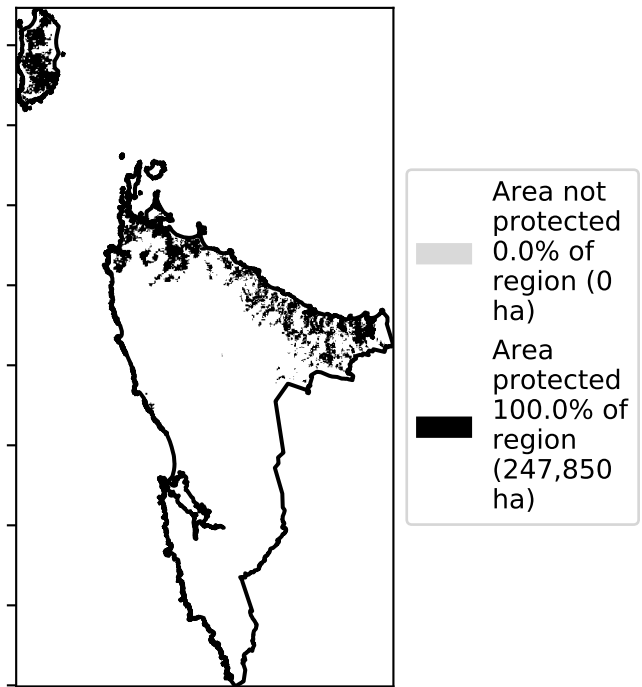 Area not
protected
0.0% of
region (0
ha)
Area
protected
100.0% of
region
(247,850
ha)